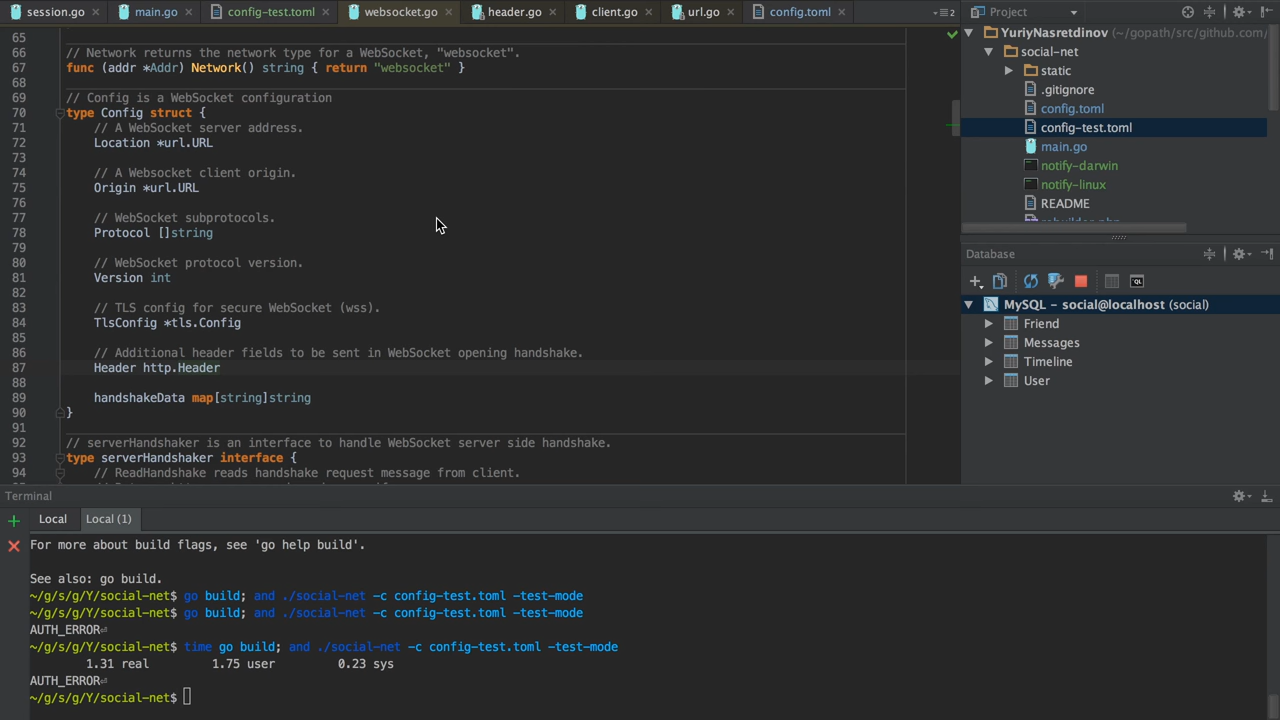 session.go
main.go
config-test.toml
websocket.go
header.go
client.go
url.go
config.toml
2
Project
65
66 // Network returns the network type for a WebSocket, "websocket".
67 func (addr *Addr) Network() string { return "websocket" }
68
69 // Config is a WebSocket configuration
70 type Config struct {
71 // A WebSocket server address.
72 Location *url.URL
73
74 // A Websocket client origin.
75 Origin *url.URL
76
77 // WebSocket subprotocols.
78 Protocol []string
79
80 // WebSocket protocol version.
81 Version int
82
83 // TLS config for secure WebSocket (wss).
84 TlsConfig *tls.Config
85
86 // Additional header fields to be sent in WebSocket opening handshake.
87 Header http.Header
88
89 handshakeData map[string]string
90 }
91
92 // serverHandshaker is an interface to handle WebSocket server side handshake.
93 type serverHandshaker interface {
94 // ReadHandshake reads handshake request message from client.
YuriyNasretdinov (~/gopath/src/github.com/
social-net
static
.gitignore
config.toml
config-test.toml
main.go
notify-darwin
notify-linux
README
Database
QL
MySQL - social@localhost (social)
Friend
Messages
Timeline
User
Terminal
Local
Local (1)
For more about build flags, see 'go help build'.
See also: go build.
~/g/s/g/Y/social-net$ go build; and ./social-net -c config-test.toml -test-mode
~/g/s/g/Y/social-net$ go build; and ./social-net -c config-test.toml -test-mode
AUTH_ERROR⏎
~/g/s/g/Y/social-net$ time go build; and ./social-net -c config-test.toml -test-mode
1.31 real 1.75 user 0.23 sys
AUTH_ERROR⏎
~/g/s/g/Y/social-net$